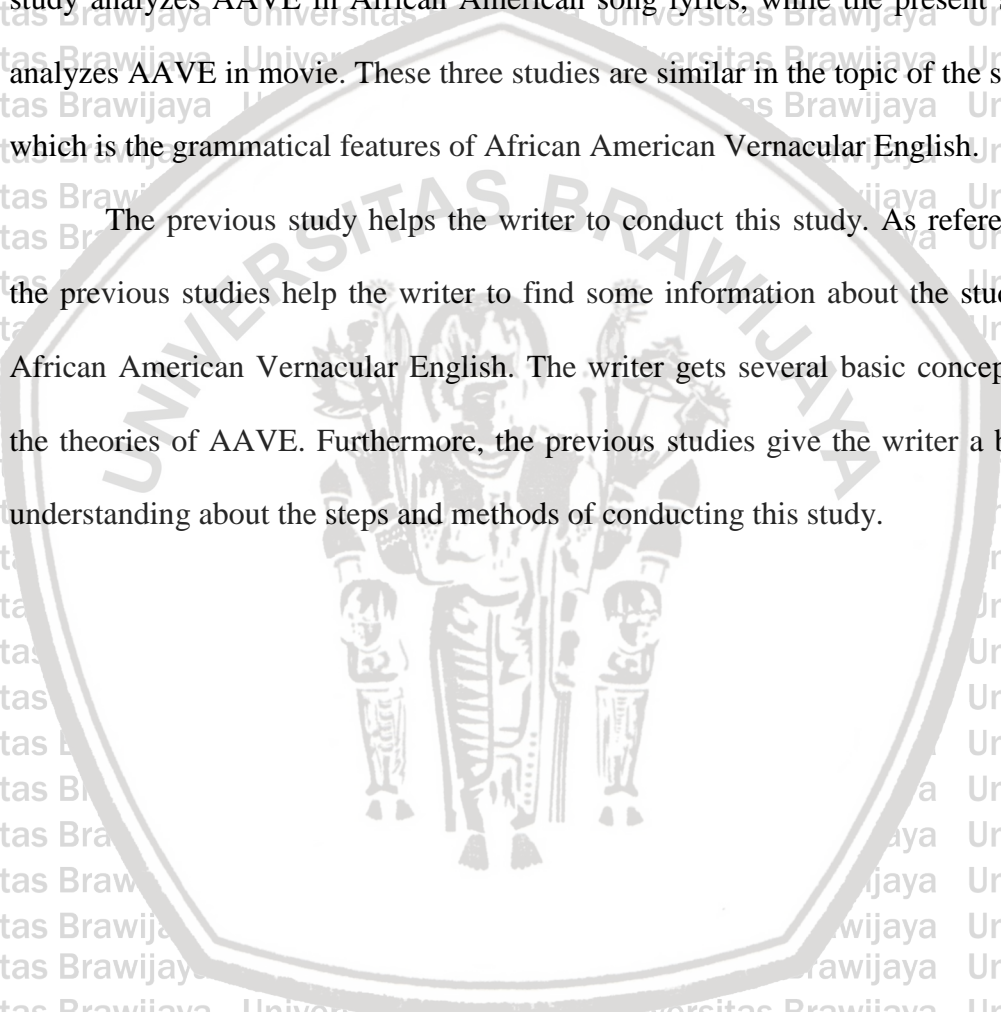 study analyzes AAVE in African American song lyrics, while the present
analyzes AAVE in movie. These three studies are similar in the topic of the
which is the grammatical features of African American Vernacular English.
The previous study helps the writer to conduct this study. As
the previous studies help the writer to find some information about the
African American Vernacular English. The writer gets several basic
the theories of AAVE. Furthermore, the previous studies give the writer a
understanding about the steps and methods of conducting this study.
UNIVERSITAS BRAWIJAYA